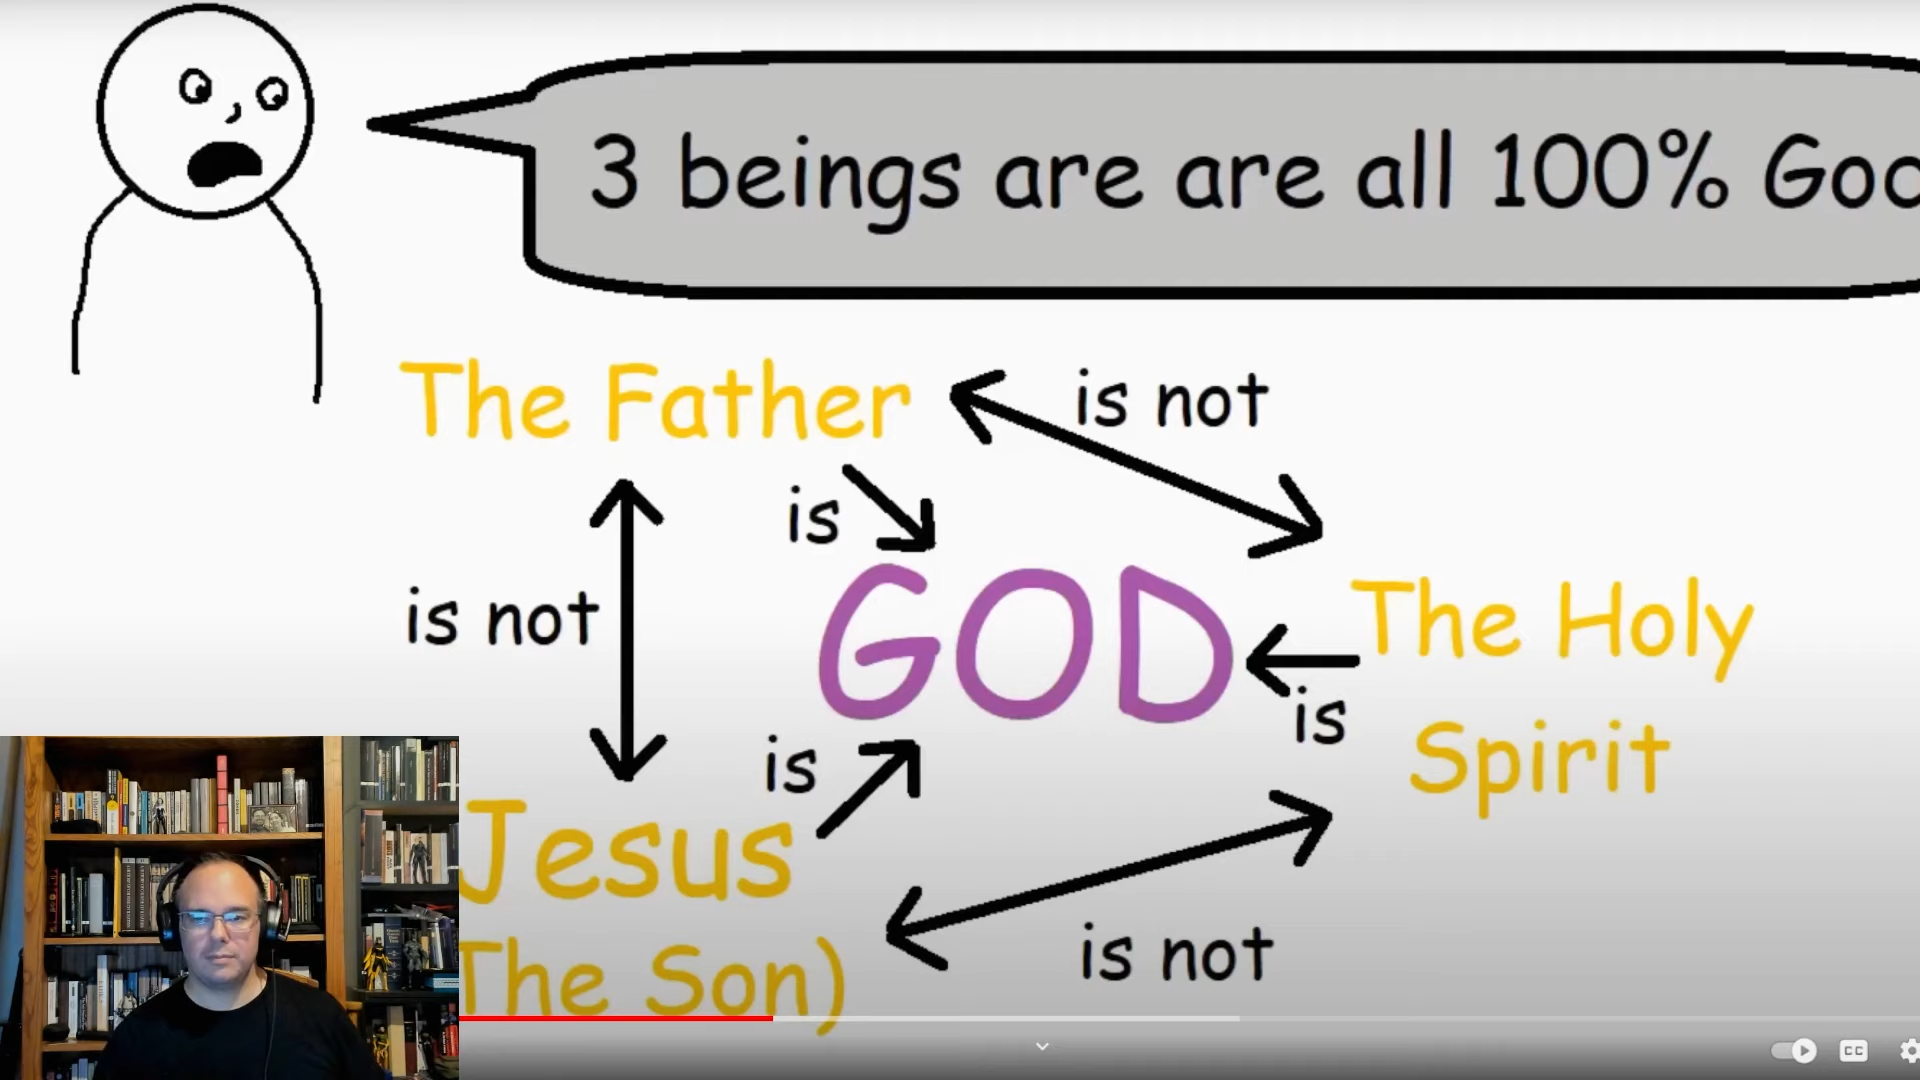 3 beings are are all 100% God
The Father
is not
is
is not
GOD
The Holy
Spirit
is
is
Jesus
The Son)
is not
CC